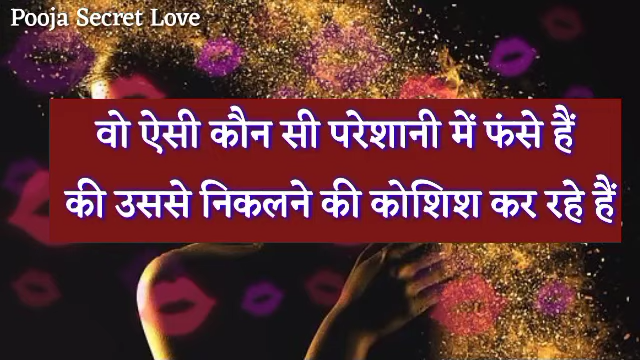 Pooja Secret Love
वो ऐसी कौन सी परेशानी में फंसे हैं
की उससे निकलने की कोशिश कर रहे हैं